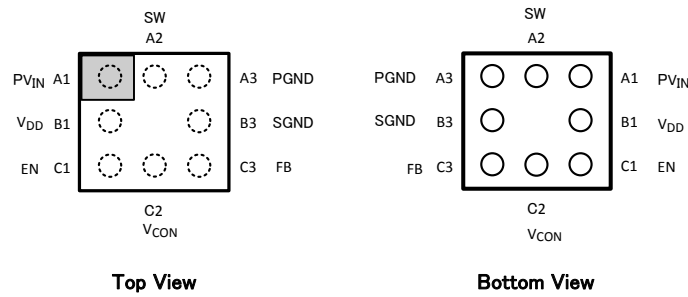 SW SW
A2 A2
PVIN A1 A3 PGND PGND A3 A1 PVIN
VDD B1 B3 SGND SGND B3 B1 VDD
EN C1 C3 FB FB C3 C1 EN
C2 C2
VCON VCON
Top View Bottom View